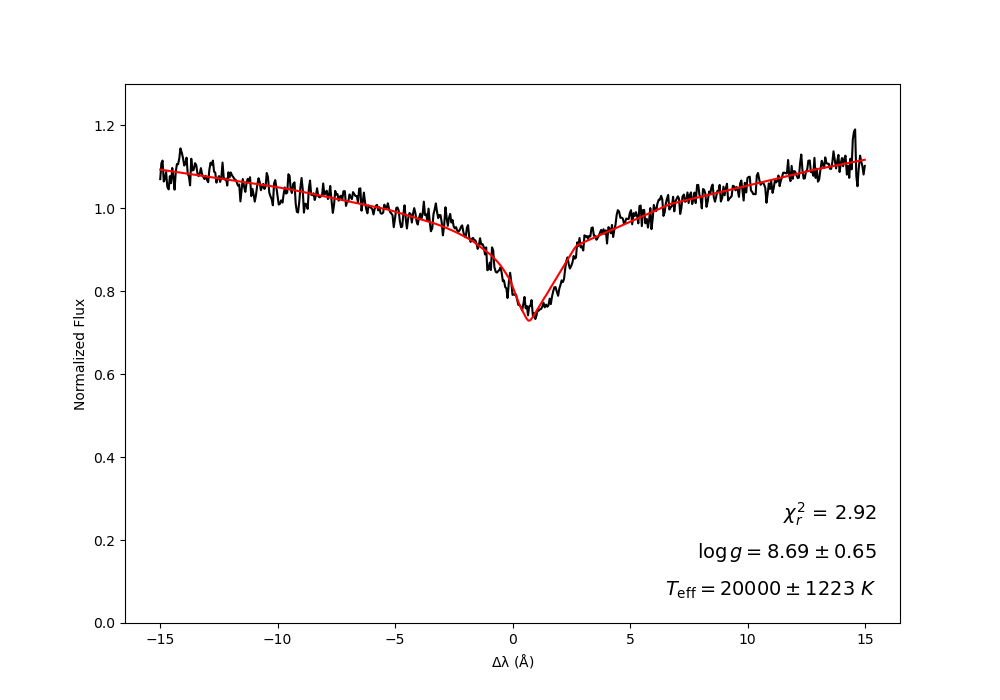 1.2
1.0
0.8
0.6
0.4
0.2
0.0
Normalized Flux
χ²ᵣ = 2.92
log g = 8.69 ± 0.65
T_eff = 20000 ± 1223 K
−15 −10 −5 0 5 10 15
Δλ (Å)